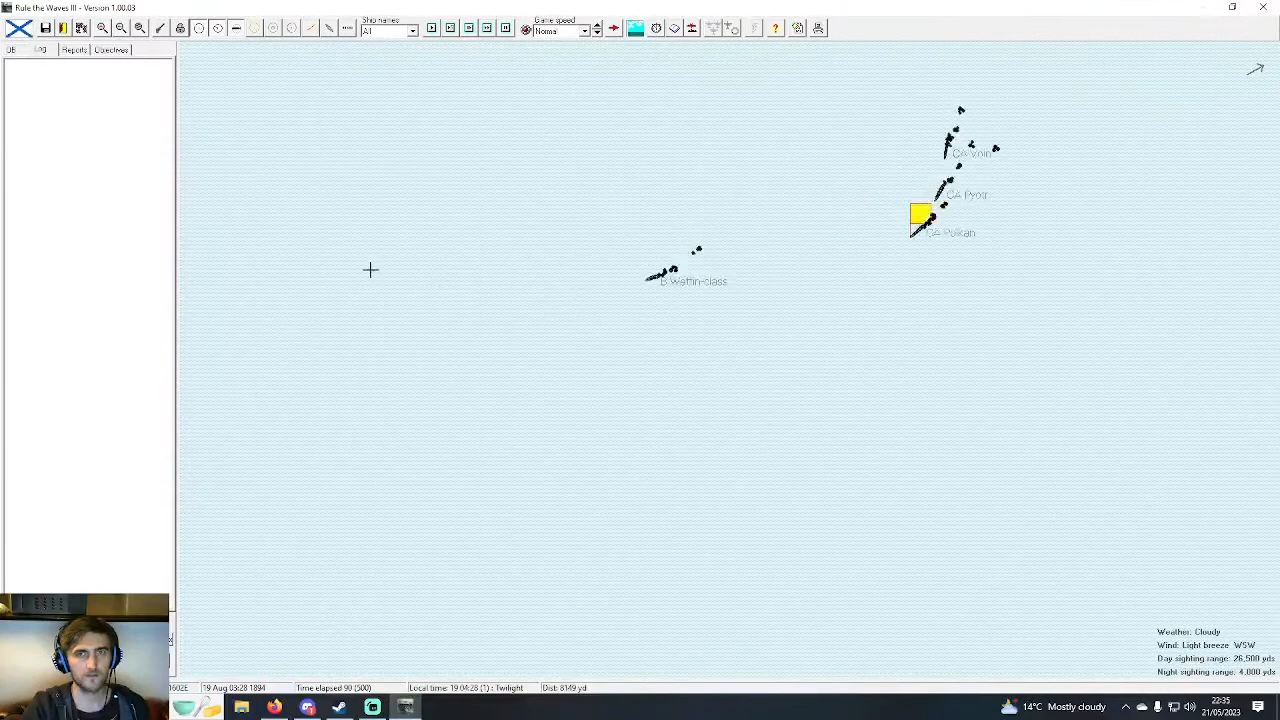 Rule the Waves III - Version 1.00.03
Ship names
All
Game speed
Normal
OB
Log
Reports
Objectives
CA Voin
CA Pyotr
CA Polkan
B Wettin-class
Weather: Cloudy
Wind: Light breeze WSW
Day sighting range: 26,500 yds
Night sighting range: 4,000 yds
1602E
19 Aug 03:28 1894
Time elapsed 90 (500)
Local time: 19:04:28 (1) : Twilight
Dist: 8149 yd
14°C Mostly cloudy
22:35
21/05/2023